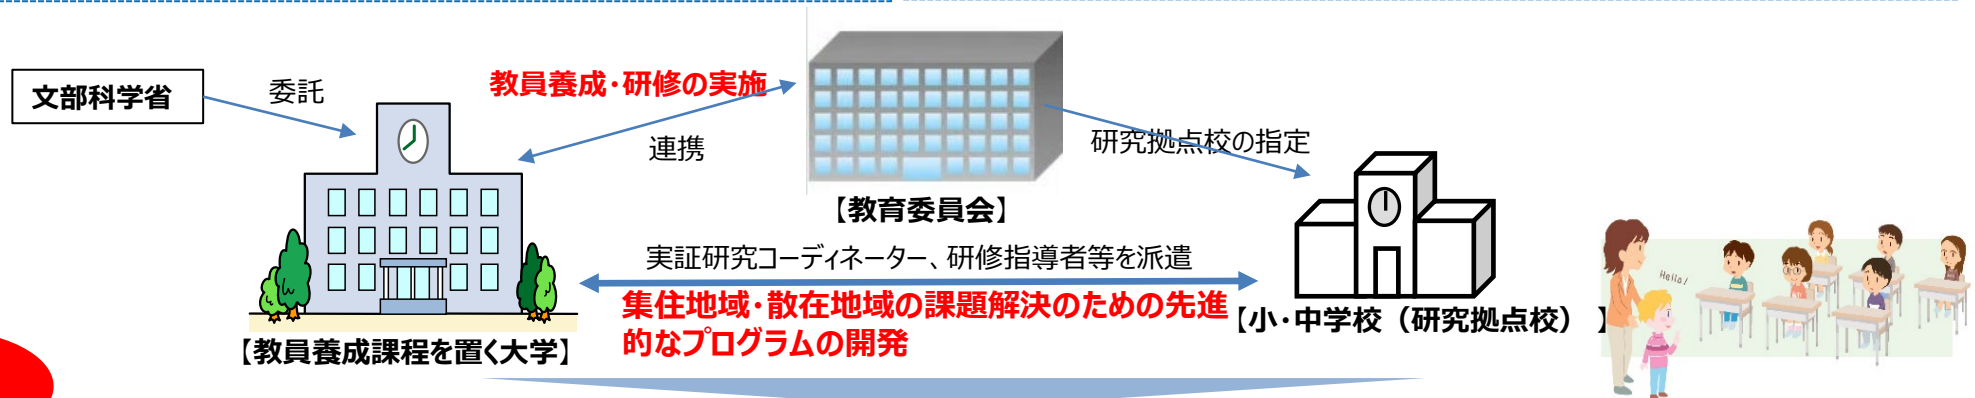 文部科学省
委託
教員養成・研修の実施
連携
研究拠点校の指定
【教育委員会】
実証研究コーディネーター、研修指導者等を派遣
集住地域・散在地域の課題解決のための先進
的なプログラムの開発
【教員養成課程を置く大学】
【小・中学校（研究拠点校） 】
Hello!